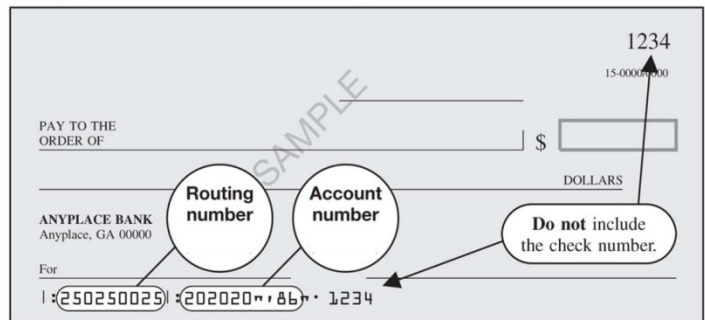 1234
15-0000/0000
SAMPLE
PAY TO THE
ORDER OF
$
DOLLARS
Routing
number
Account
number
ANYPLACE BANK
Anyplace, GA 00000
Do not include
the check number.
For
|:250250025|:202020"'86"· 1234